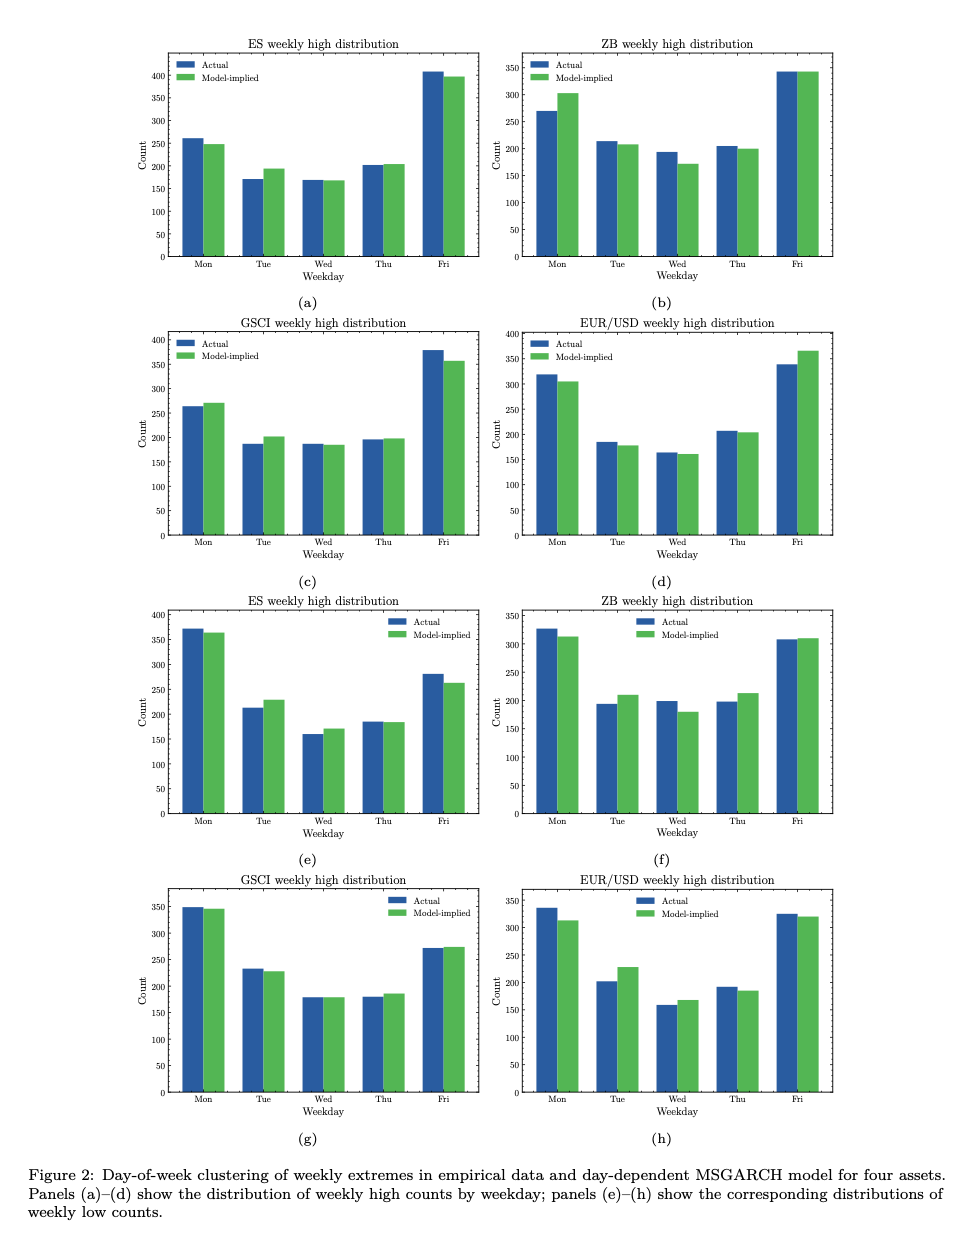 ES weekly high distribution
Actual
Model-implied
400
350
300
250
200
150
100
50
0
Count
Mon Tue Wed Thu Fri
Weekday
(a)
ZB weekly high distribution
Actual
Model-implied
350
300
250
200
150
100
50
0
Count
Mon Tue Wed Thu Fri
Weekday
(b)
GSCI weekly high distribution
Actual
Model-implied
400
350
300
250
200
150
100
50
0
Count
Mon Tue Wed Thu Fri
Weekday
(c)
EUR/USD weekly high distribution
Actual
Model-implied
400
350
300
250
200
150
100
50
0
Count
Mon Tue Wed Thu Fri
Weekday
(d)
ES weekly high distribution
Actual
Model-implied
400
350
300
250
200
150
100
50
0
Count
Mon Tue Wed Thu Fri
Weekday
(e)
ZB weekly high distribution
Actual
Model-implied
350
300
250
200
150
100
50
0
Count
Mon Tue Wed Thu Fri
Weekday
(f)
GSCI weekly high distribution
Actual
Model-implied
350
300
250
200
150
100
50
0
Count
Mon Tue Wed Thu Fri
Weekday
(g)
EUR/USD weekly high distribution
Actual
Model-implied
350
300
250
200
150
100
50
0
Count
Mon Tue Wed Thu Fri
Weekday
(h)
Figure 2: Day-of-week clustering of weekly extremes in empirical data and day-dependent MSGARCH model for four assets.
Panels (a)–(d) show the distribution of weekly high counts by weekday; panels (e)–(h) show the corresponding distributions of
weekly low counts.